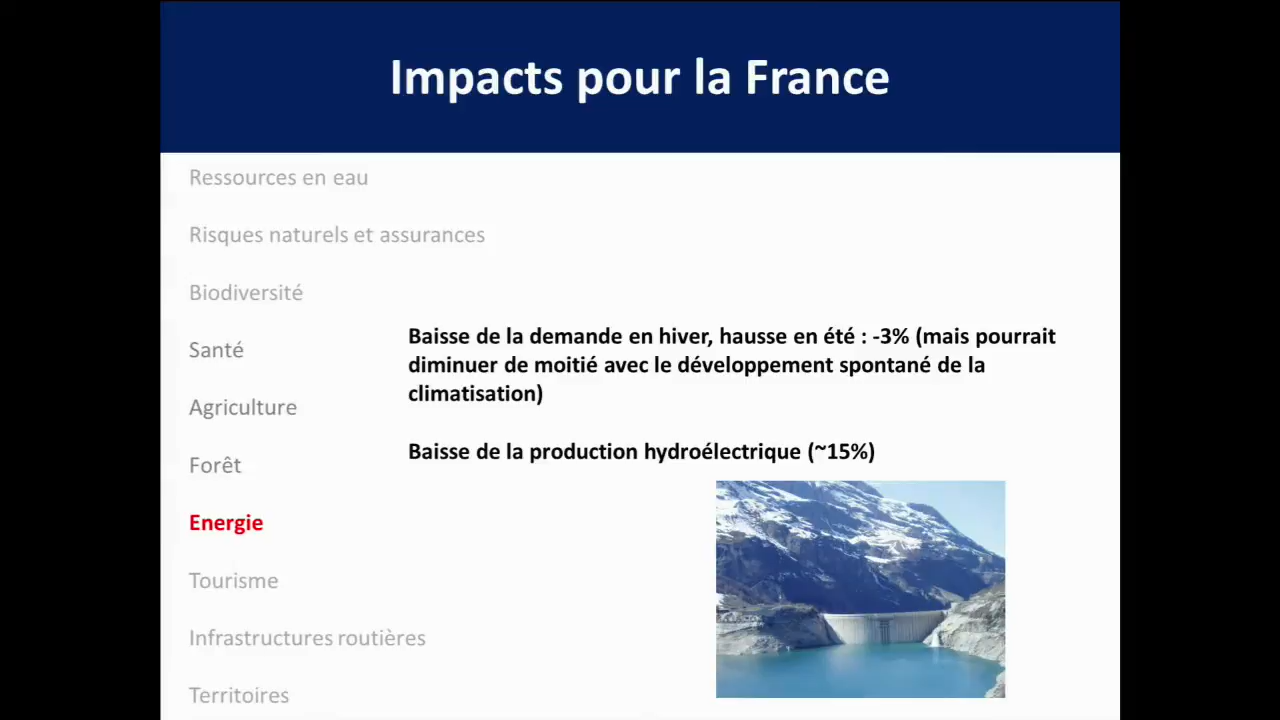 Impacts pour la France
Ressources en eau
Risques naturels et assurances
Biodiversité
Santé
Agriculture
Forêt
Energie
Tourisme
Infrastructures routières
Territoires
Baisse de la demande en hiver, hausse en été : -3% (mais pourrait
diminuer de moitié avec le développement spontané de la
climatisation)
Baisse de la production hydroélectrique (~15%)